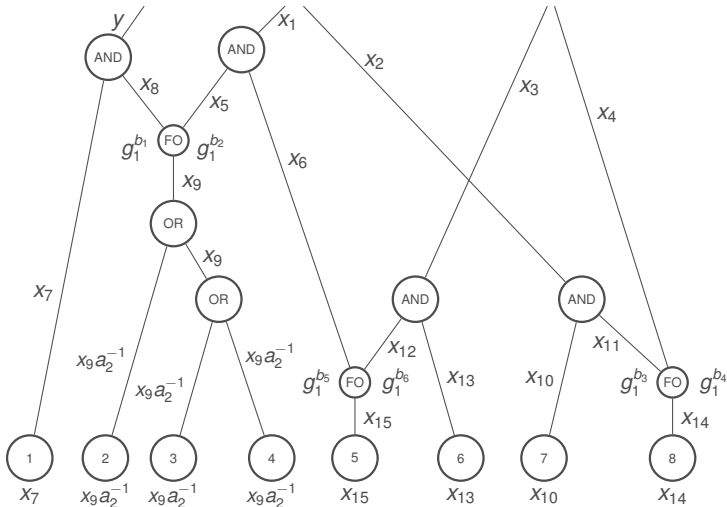 y
x₁
AND
AND
x₂
x₃
x₈
x₅
x₄
g₁^{b₁} FO g₁^{b₂}
x₆
x₉
OR
x₉
x₇
OR
AND
AND
x₁₂
x₁₁
x₉a₂⁻¹
x₉a₂⁻¹
x₉a₂⁻¹
g₁^{b₅} FO g₁^{b₆}
x₁₃
x₁₀
g₁^{b₃} FO g₁^{b₄}
x₁₅
x₁₄
1 2 3 4 5 6 7 8
x₇ x₉a₂⁻¹ x₉a₂⁻¹ x₉a₂⁻¹ x₁₅ x₁₃ x₁₀ x₁₄